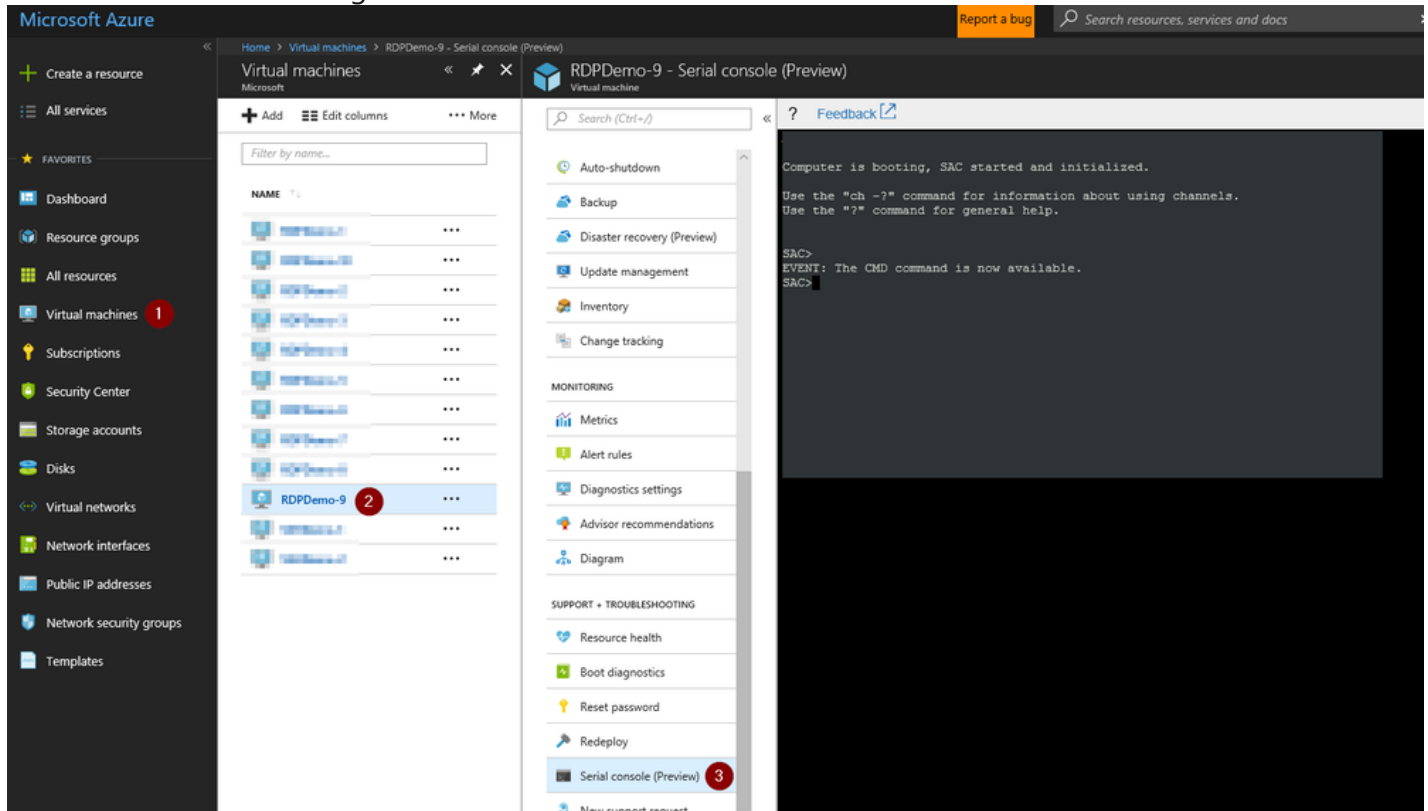 Microsoft Azure
Report a bug
Search resources, services and docs
Create a resource
All services
FAVORITES
Dashboard
Resource groups
All resources
Virtual machines 1
Subscriptions
Security Center
Storage accounts
Disks
Virtual networks
Network interfaces
Public IP addresses
Network security groups
Templates
Home > Virtual machines > RDPDemo-9 - Serial console (Preview)
Virtual machines
Microsoft
Add Edit columns ••• More
Filter by name...
NAME
RDPDemo-9 2
RDPDemo-9 - Serial console (Preview)
Virtual machine
Search (Ctrl+/)
Auto-shutdown
Backup
Disaster recovery (Preview)
Update management
Inventory
Change tracking
MONITORING
Metrics
Alert rules
Diagnostics settings
Advisor recommendations
Diagram
SUPPORT + TROUBLESHOOTING
Resource health
Boot diagnostics
Reset password
Redeploy
Serial console (Preview) 3
New support request
? Feedback
Computer is booting, SAC started and initialized.
Use the "ch -?" command for information about using channels.
Use the "?" command for general help.
SAC>
EVENT: The CMD command is now available.
SAC>